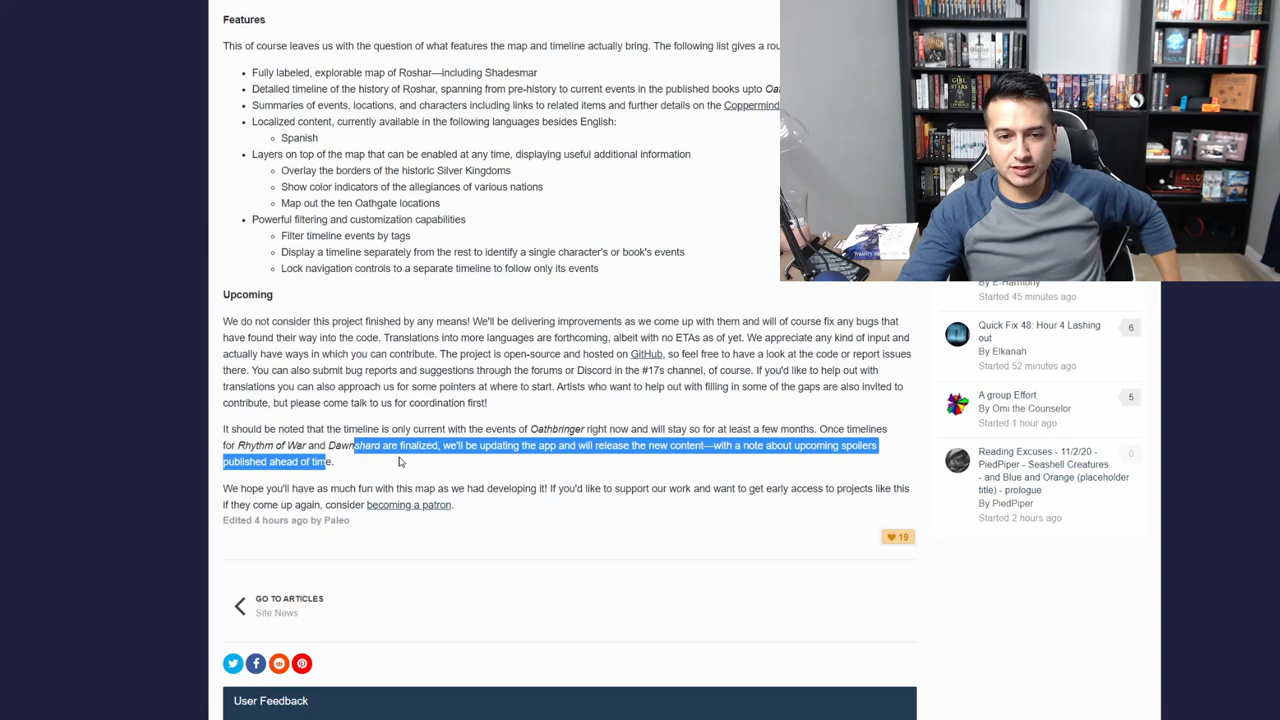 Features
This of course leaves us with the question of what features the map and timeline actually bring. The following list gives a rou
Fully labeled, explorable map of Roshar—including Shadesmar
Detailed timeline of the history of Roshar, spanning from pre-history to current events in the published books upto Oa
Summaries of events, locations, and characters including links to related items and further details on the Coppermind
Localized content, currently available in the following languages besides English:
Spanish
Layers on top of the map that can be enabled at any time, displaying useful additional information
Overlay the borders of the historic Silver Kingdoms
Show color indicators of the allegiances of various nations
Map out the ten Oathgate locations
Powerful filtering and customization capabilities
Filter timeline events by tags
Display a timeline separately from the rest to identify a single character's or book's events
Lock navigation controls to a separate timeline to follow only its events
Upcoming
We do not consider this project finished by any means! We'll be delivering improvements as we come up with them and will of course fix any bugs that
have found their way into the code. Translations into more languages are forthcoming, albeit with no ETAs as of yet. We appreciate any kind of input and
actually have ways in which you can contribute. The project is open-source and hosted on GitHub, so feel free to have a look at the code or report issues
there. You can also submit bug reports and suggestions through the forums or Discord in the #17s channel, of course. If you'd like to help out with
translations you can also approach us for some pointers at where to start. Artists who want to help out with filling in some of the gaps are also invited to
contribute, but please come talk to us for coordination first!
It should be noted that the timeline is only current with the events of Oathbringer right now and will stay so for at least a few months. Once timelines
for Rhythm of War and Dawnshard are finalized, we'll be updating the app and will release the new content—with a note about upcoming spoilers
published ahead of time.
We hope you'll have as much fun with this map as we had developing it! If you'd like to support our work and want to get early access to projects like this
if they come up again, consider becoming a patron.
Edited 4 hours ago by Paleo
19
GO TO ARTICLES
Site News
User Feedback
By E-Harmony
Started 45 minutes ago
Quick Fix 48: Hour 4 Lashing
out
By Elkanah
Started 52 minutes ago
6
A group Effort
By Omi the Counselor
Started 1 hour ago
5
Reading Excuses - 11/2/20 -
PiedPiper - Seashell Creatures
- and Blue and Orange (placeholder
title) - prologue
By PiedPiper
Started 2 hours ago
0